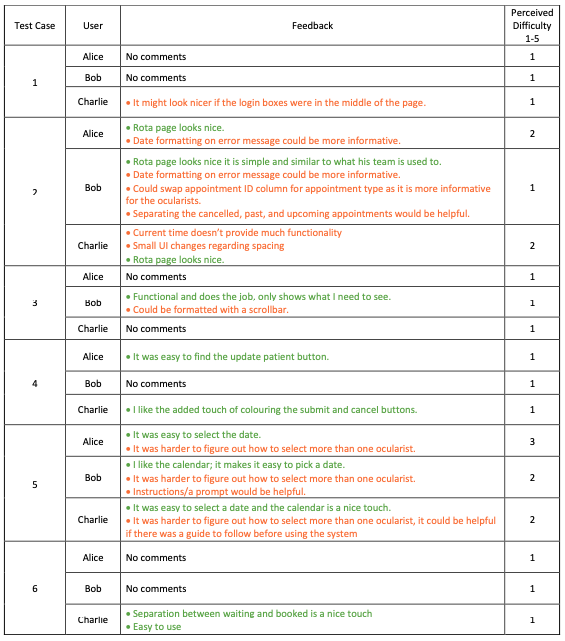 Test Case User Feedback Perceived Difficulty 1-5
1
Alice No comments 1
Bob No comments 1
Charlie • It might look nicer if the login boxes were in the middle of the page. 1
2
Alice • Rota page looks nice. 2
• Date formatting on error message could be more informative.
Bob • Rota page looks nice it is simple and similar to what his team is used to. 1
• Date formatting on error message could be more informative.
• Could swap appointment ID column for appointment type as it is more informative
for the ocularists.
• Separating the cancelled, past, and upcoming appointments would be helpful.
Charlie • Current time doesn't provide much functionality 2
• Small UI changes regarding spacing
• Rota page looks nice.
3
Alice No comments 1
Bob • Functional and does the job, only shows what I need to see. 1
• Could be formatted with a scrollbar.
Charlie No comments 1
4
Alice • It was easy to find the update patient button. 1
Bob No comments 1
Charlie • I like the added touch of colouring the submit and cancel buttons. 1
5
Alice • It was easy to select the date. 3
• It was harder to figure out how to select more than one ocularist.
Bob • I like the calendar; it makes it easy to pick a date. 2
• It was harder to figure out how to select more than one ocularist.
• Instructions/a prompt would be helpful.
Charlie • It was easy to select a date and the calendar is a nice touch. 2
• It was harder to figure out how to select more than one ocularist, it could be helpful
if there was a guide to follow before using the system
6
Alice No comments 1
Bob No comments 1
Charlie • Separation between waiting and booked is a nice touch 1
• Easy to use